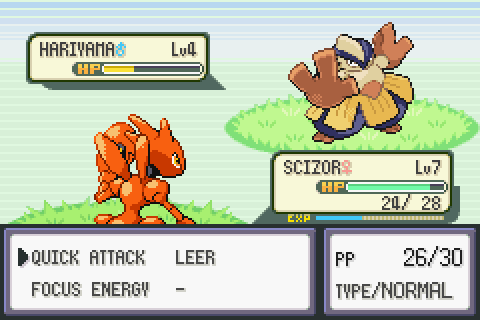 HARIYAMA♂ Lv4
HP
SCIZOR♀ Lv7
HP
24/ 28
EXP
QUICK ATTACK LEER
FOCUS ENERGY -
PP 26/30
TYPE/NORMAL